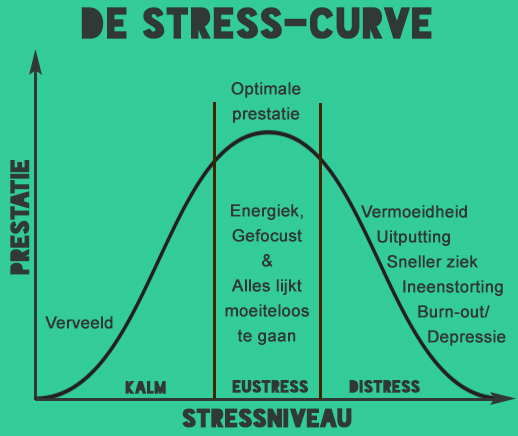 DE STRESS-CURVE
Optimale
prestatie
PRESTATIE
Energiek,
Gefocust
&
Alles lijkt
moeiteloos
te gaan
Vermoeidheid
Uitputting
Sneller ziek
Ineenstorting
Burn-out/
Depressie
Verveeld
KALM
EUSTRESS
DISTRESS
STRESSNIVEAU